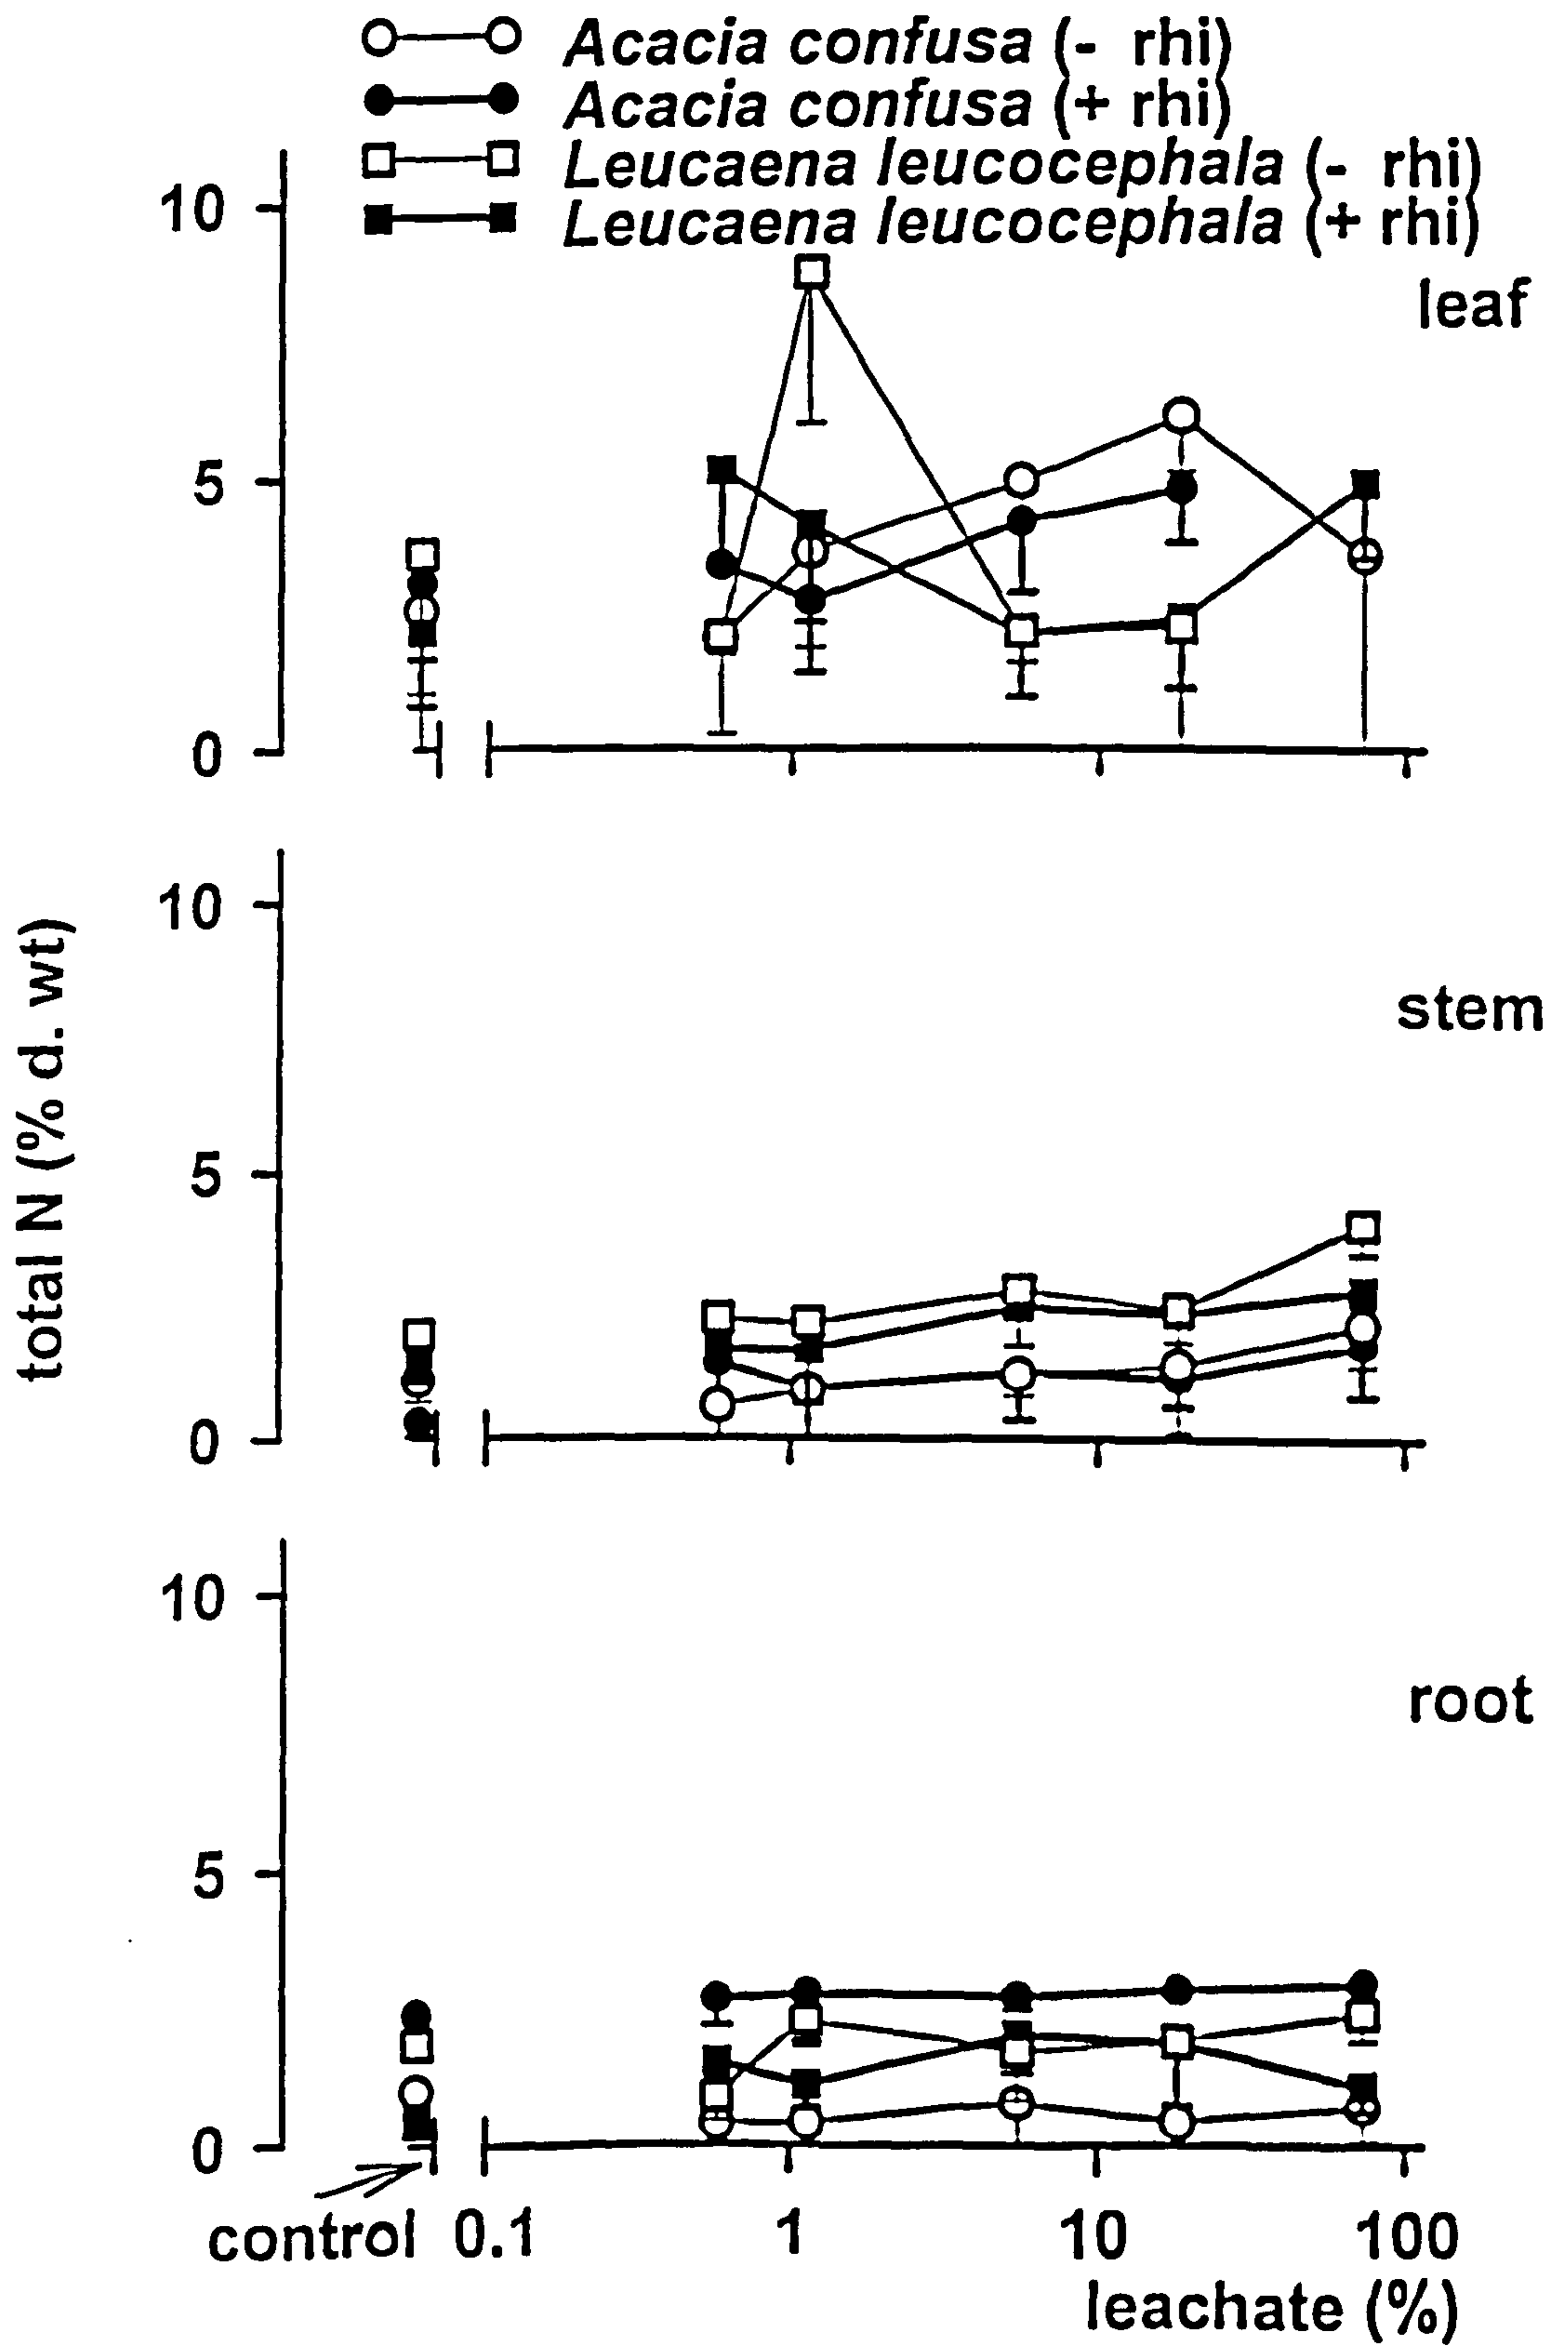 Acacia confusa (- rhi)
Acacia confusa (+ rhi)
Leucaena leucocephala (- rhi)
Leucaena leucocephala (+ rhi)
leaf
10
5
0
stem
10
5
0
total N (% d. wt)
root
10
5
0
control 0.1 1 10 100
leachate (%)